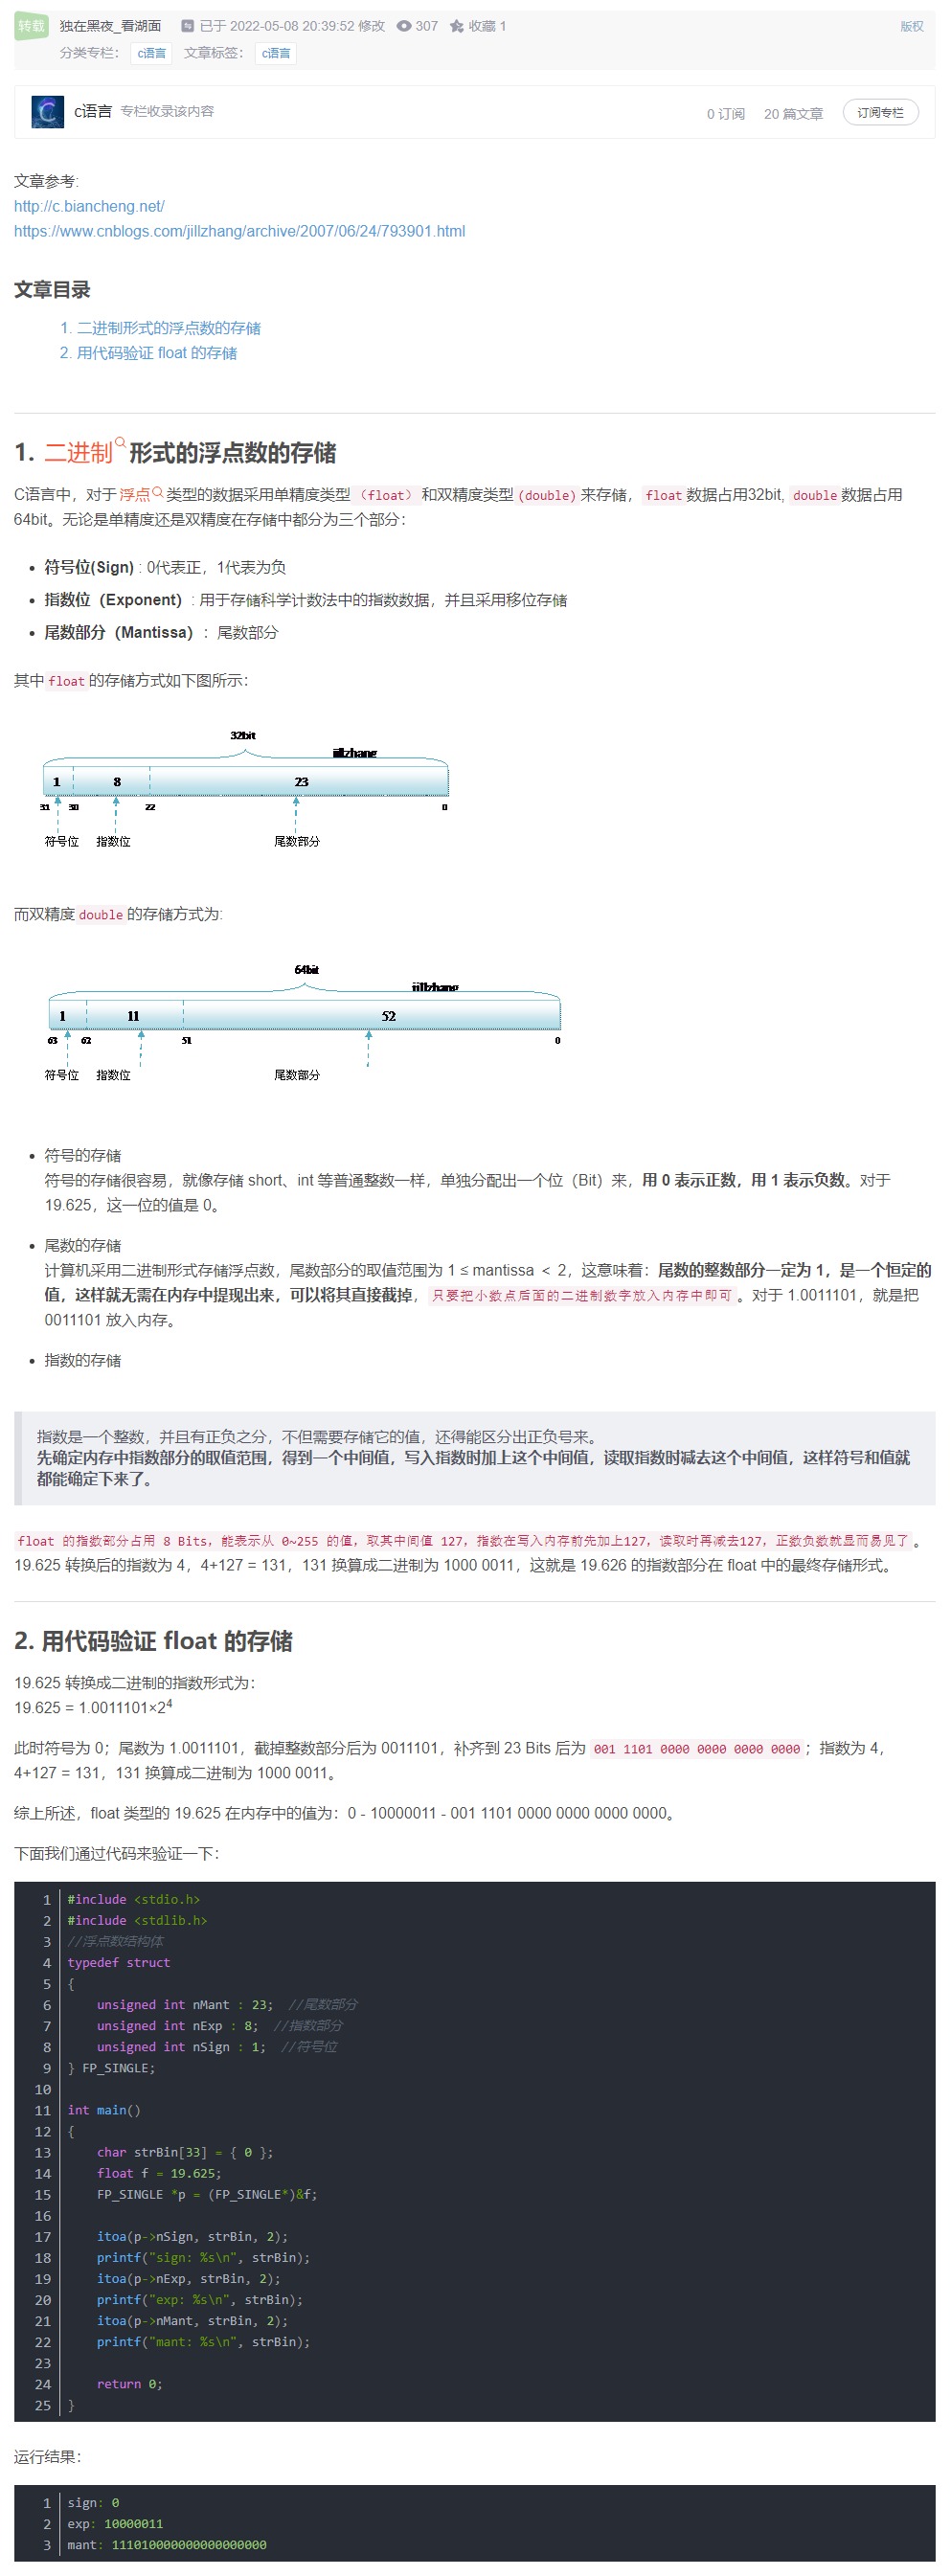 转载 独在黑夜_看湖面 已于 2022-05-08 20:39:52 修改 307 收藏 1 版权
分类专栏： c语言 文章标签： c语言
c语言 专栏收录该内容 0 订阅 20 篇文章 订阅专栏
文章参考:
http://c.biancheng.net/
https://www.cnblogs.com/jillzhang/archive/2007/06/24/793901.html
文章目录
1. 二进制形式的浮点数的存储
2. 用代码验证 float 的存储
1. 二进制形式的浮点数的存储
C语言中，对于浮点类型的数据采用单精度类型（float）和双精度类型(double)来存储，float数据占用32bit, double数据占用
64bit。无论是单精度还是双精度在存储中都分为三个部分：
• 符号位(Sign) : 0代表正，1代表为负
• 指数位（Exponent）: 用于存储科学计数法中的指数数据，并且采用移位存储
• 尾数部分（Mantissa）：尾数部分
其中float的存储方式如下图所示：
32bit
jillzhang
1 8 23
31 30 22 0
符号位 指数位 尾数部分
而双精度double的存储方式为:
64bit
jillzhang
1 11 52
63 62 51 0
符号位 指数位 尾数部分
• 符号的存储
符号的存储很容易，就像存储 short、int 等普通整数一样，单独分配出一个位（Bit）来，用 0 表示正数，用 1 表示负数。对于
19.625，这一位的值是 0。
• 尾数的存储
计算机采用二进制形式存储浮点数，尾数部分的取值范围为 1 ≤ mantissa ＜ 2，这意味着：尾数的整数部分一定为 1，是一个恒定的
值，这样就无需在内存中提现出来，可以将其直接截掉，只要把小数点后面的二进制数字放入内存中即可。对于 1.0011101，就是把
0011101 放入内存。
• 指数的存储
指数是一个整数，并且有正负之分，不但需要存储它的值，还得能区分出正负号来。
先确定内存中指数部分的取值范围，得到一个中间值，写入指数时加上这个中间值，读取指数时减去这个中间值，这样符号和值就
都能确定下来了。
float 的指数部分占用 8 Bits，能表示从 0~255 的值，取其中间值 127，指数在写入内存前先加上127，读取时再减去127，正数负数就显而易见了。
19.625 转换后的指数为 4，4+127 = 131，131 换算成二进制为 1000 0011，这就是 19.626 的指数部分在 float 中的最终存储形式。
2. 用代码验证 float 的存储
19.625 转换成二进制的指数形式为：
19.625 = 1.0011101×2⁴
此时符号为 0；尾数为 1.0011101，截掉整数部分后为 0011101，补齐到 23 Bits 后为 001 1101 0000 0000 0000 0000；指数为 4，
4+127 = 131，131 换算成二进制为 1000 0011。
综上所述，float 类型的 19.625 在内存中的值为：0 - 10000011 - 001 1101 0000 0000 0000 0000。
下面我们通过代码来验证一下：
1 #include <stdio.h>
2 #include <stdlib.h>
3 //浮点数结构体
4 typedef struct
5 {
6     unsigned int nMant : 23;  //尾数部分
7     unsigned int nExp : 8;  //指数部分
8     unsigned int nSign : 1;  //符号位
9 } FP_SINGLE;
10
11 int main()
12 {
13     char strBin[33] = { 0 };
14     float f = 19.625;
15     FP_SINGLE *p = (FP_SINGLE*)&f;
16
17     itoa(p->nSign, strBin, 2);
18     printf("sign: %s\n", strBin);
19     itoa(p->nExp, strBin, 2);
20     printf("exp: %s\n", strBin);
21     itoa(p->nMant, strBin, 2);
22     printf("mant: %s\n", strBin);
23
24     return 0;
25 }
运行结果：
1 sign: 0
2 exp: 10000011
3 mant: 111010000000000000000